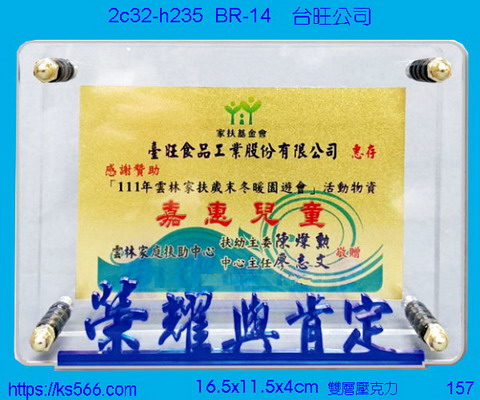 2c32-h235 BR-14 台旺公司
家扶基金會
臺旺食品工業股份有限公司 惠存
感謝贊助
「111年雲林家扶歲末冬暖園遊會」活動物資
嘉惠兒童
雲林家庭扶助中心 扶幼主委 陳燦勲 敬贈
中心主任 廖志文
榮耀與肯定
https://ks566.com 16.5x11.5x4cm 雙層壓克力 157